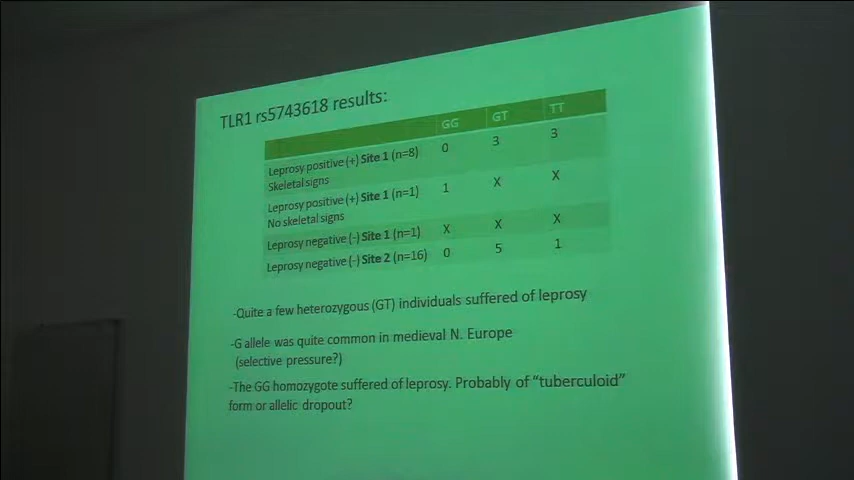 TLR1 rs5743618 results:
GG GT TT
Leprosy positive (+) Site 1 (n=8) 0 3 3
Skeletal signs
Leprosy positive (+) Site 1 (n=1) 1 X X
No skeletal signs
Leprosy negative (-) Site 1 (n=1) X X X
Leprosy negative (-) Site 2 (n=16) 0 5 1
-Quite a few heterozygous (GT) individuals suffered of leprosy
-G allele was quite common in medieval N. Europe
(selective pressure?)
-The GG homozygote suffered of leprosy. Probably of “tuberculoid”
form or allelic dropout?